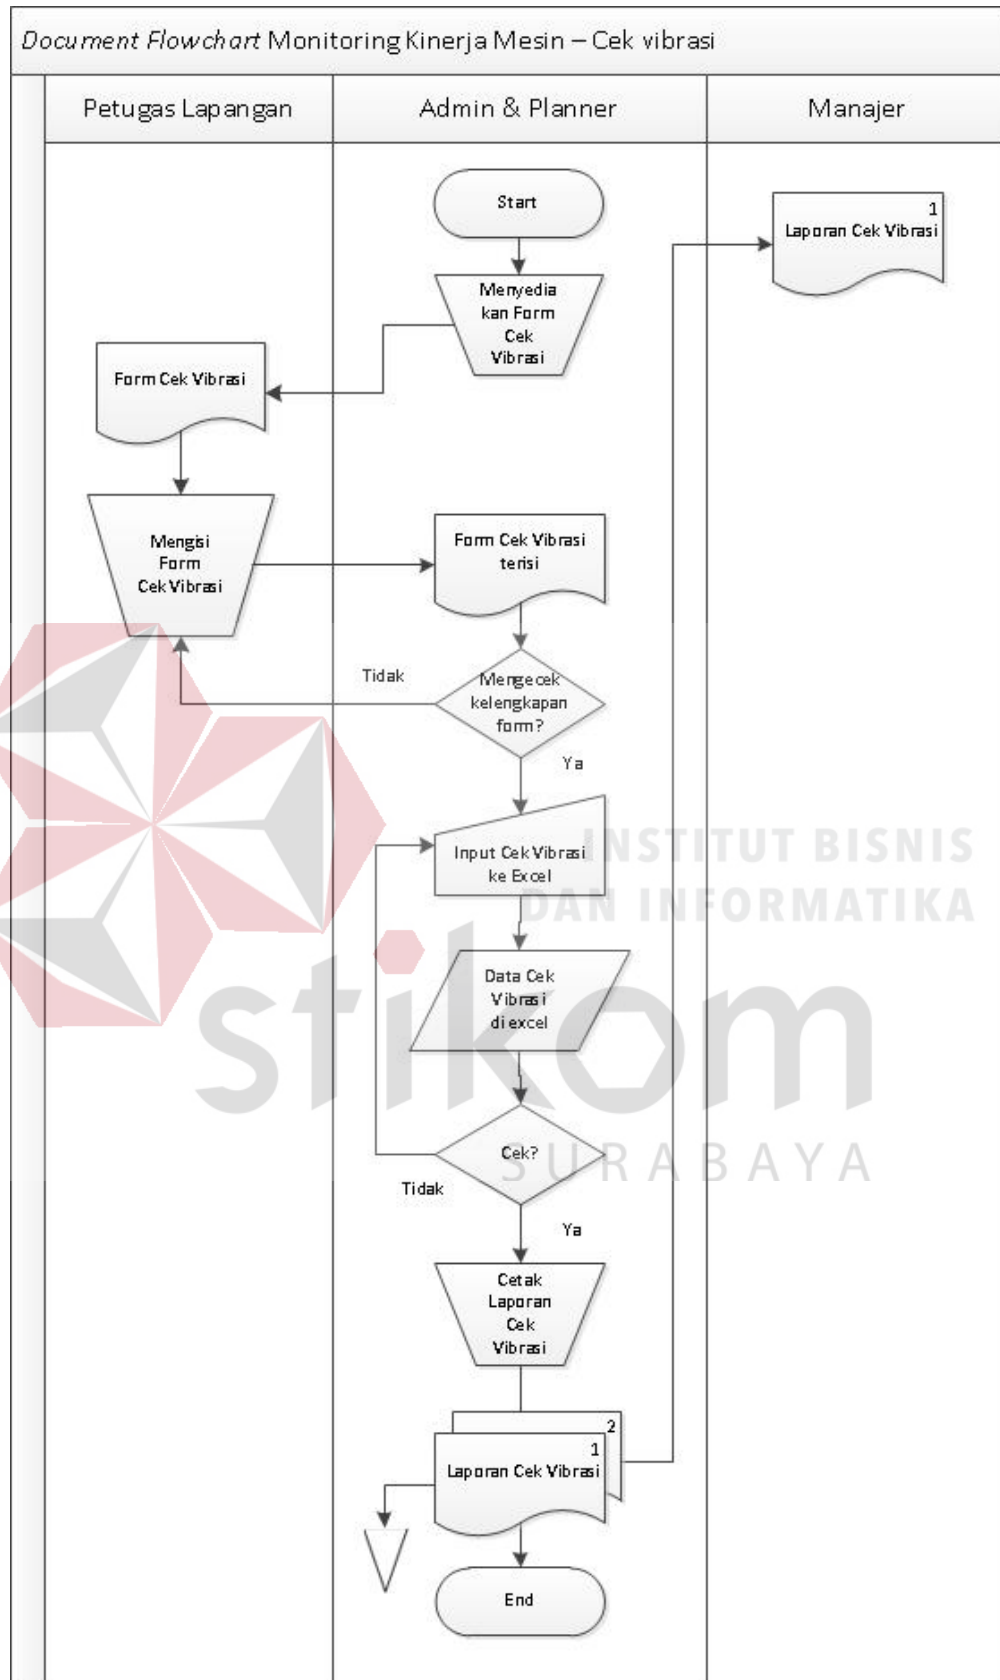 Document Flowchart Monitoring Kinerja Mesin – Cek vibrasi
Petugas Lapangan
Admin & Planner
Manajer
Start
1
Laporan Cek Vibrasi
Menyedia
kan Form
Cek
Vibrasi
Form Cek Vibrasi
Mengisi
Form
Cek Vibrasi
Form Cek Vibrasi
terisi
Tidak
Mengecek
kelengkapan
form?
Ya
Input Cek Vibrasi
ke Excel
INSTITUT BISNIS
DAN INFORMATIKA
Data Cek
Vibrasi
di excel
stikom
SURABAYA
Cek?
Tidak
Ya
Cetak
Laporan
Cek
Vibrasi
2
1
Laporan Cek Vibrasi
End